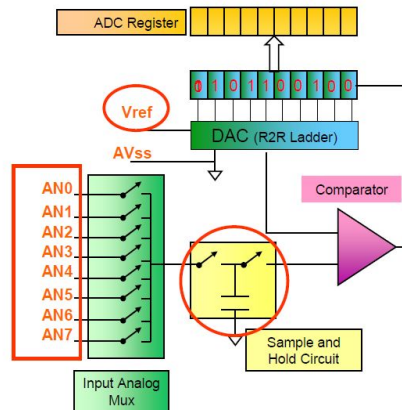 ADC Register
0 1 0 1 1 0 0 1 0 0
Vref
DAC (R2R Ladder)
AVss
Comparator
AN0
AN1
AN2
AN3
AN4
AN5
AN6
AN7
Sample and
Hold Circuit
Input Analog
Mux